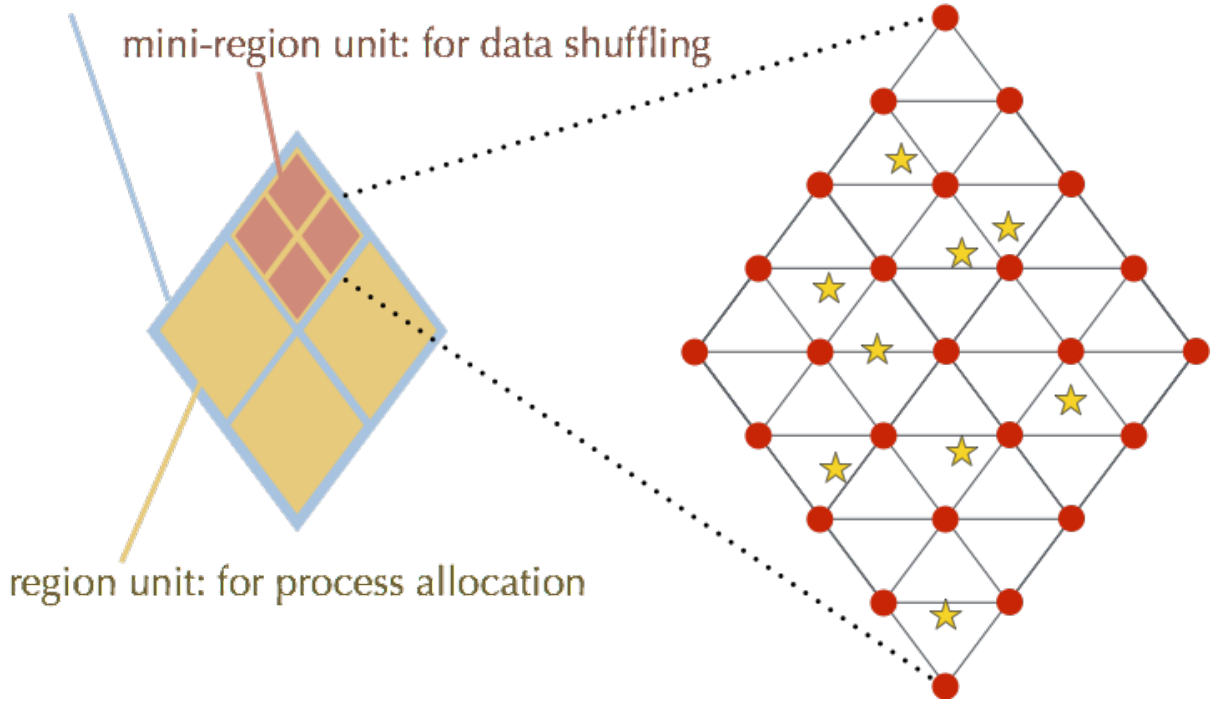 mini-region unit: for data shuffling
region unit: for process allocation